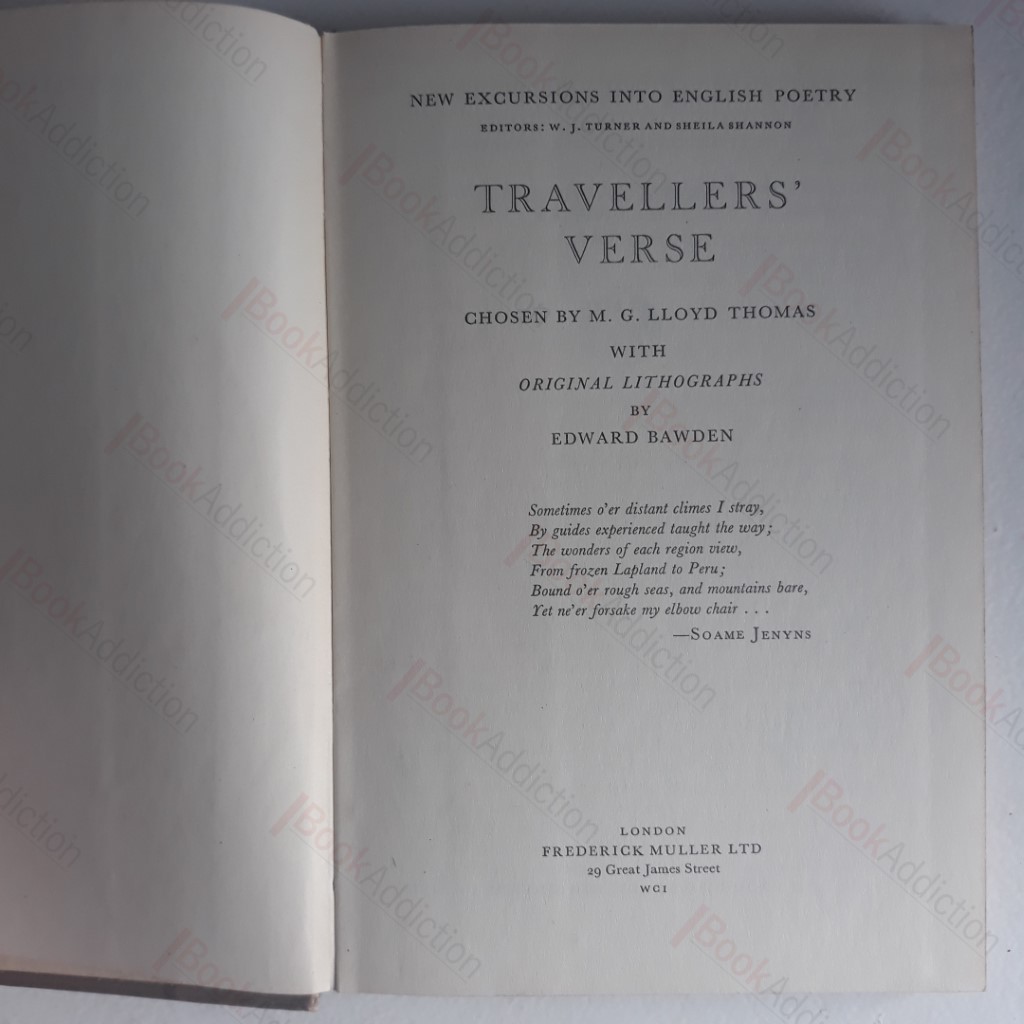 NEW EXCURSIONS INTO ENGLISH POETRY
EDITORS: W. J. TURNER AND SHEILA SHANNON
TRAVELLERS'
VERSE
CHOSEN BY M. G. LLOYD THOMAS
WITH
ORIGINAL LITHOGRAPHS
BY
EDWARD BAWDEN
Sometimes o'er distant climes I stray,
By guides experienced taught the way;
The wonders of each region view,
From frozen Lapland to Peru;
Bound o'er rough seas, and mountains bare,
Yet ne'er forsake my elbow chair . . .
—SOAME JENYNS
LONDON
FREDERICK MULLER LTD
29 Great James Street
WC1
BookAddiction